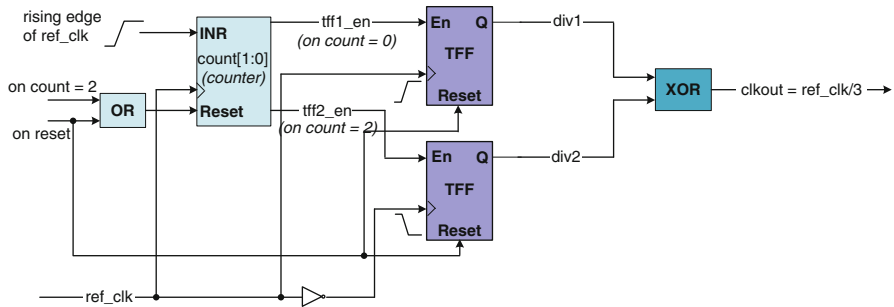 rising edge
of ref_clk
INR
count[1:0]
(counter)
Reset
on count = 2
OR
on reset
tff1_en
(on count = 0)
tff2_en
(on count = 2)
En Q
TFF
Reset
En Q
TFF
Reset
div1
div2
XOR
clkout = ref_clk/3
ref_clk